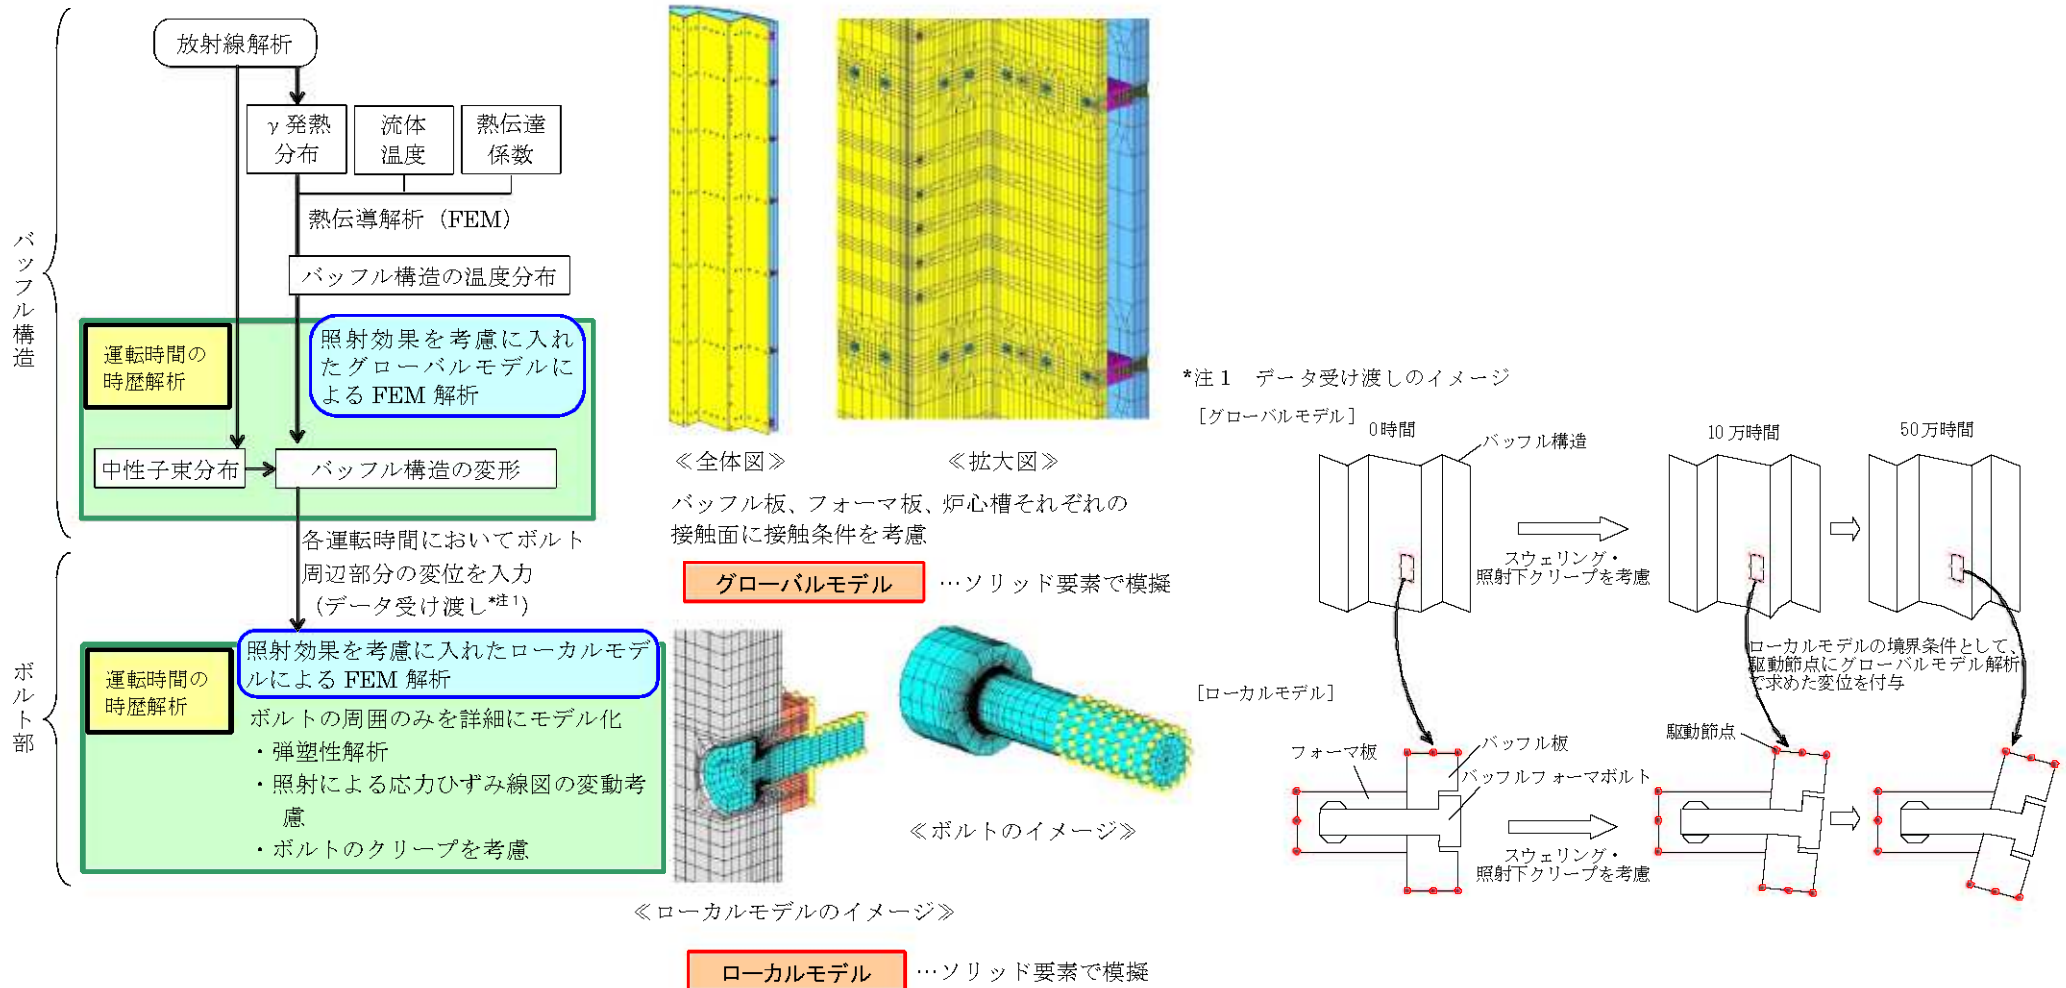 放射線解析
γ発熱
分布
流体
温度
熱伝達
係数
熱伝導解析（FEM）
バッフル構造の温度分布
バッフル構造
運転時間の
時歴解析
照射効果を考慮に入れ
たグローバルモデルに
よる FEM 解析
中性子束分布
バッフル構造の変形
各運転時間においてボルト
周辺部分の変位を入力
（データ受け渡し*注1）
ボルト部
運転時間の
時歴解析
照射効果を考慮に入れたローカルモデ
ルによる FEM 解析
ボルトの周囲のみを詳細にモデル化
・弾塑性解析
・照射による応力ひずみ線図の変動考
慮
・ボルトのクリープを考慮
≪全体図≫
≪拡大図≫
バッフル板、フォーマ板、炉心槽それぞれの
接触面に接触条件を考慮
グローバルモデル
…ソリッド要素で模擬
≪ボルトのイメージ≫
≪ローカルモデルのイメージ≫
ローカルモデル
…ソリッド要素で模擬
*注１　データ受け渡しのイメージ
［グローバルモデル］
0時間
バッフル構造
10万時間
50万時間
スウェリング・
照射下クリープを考慮
ローカルモデルの境界条件として、
駆動節点にグローバルモデル解析
で求めた変位を付与
［ローカルモデル］
フォーマ板
バッフル板
バッフルフォーマボルト
駆動節点
スウェリング・
照射下クリープを考慮